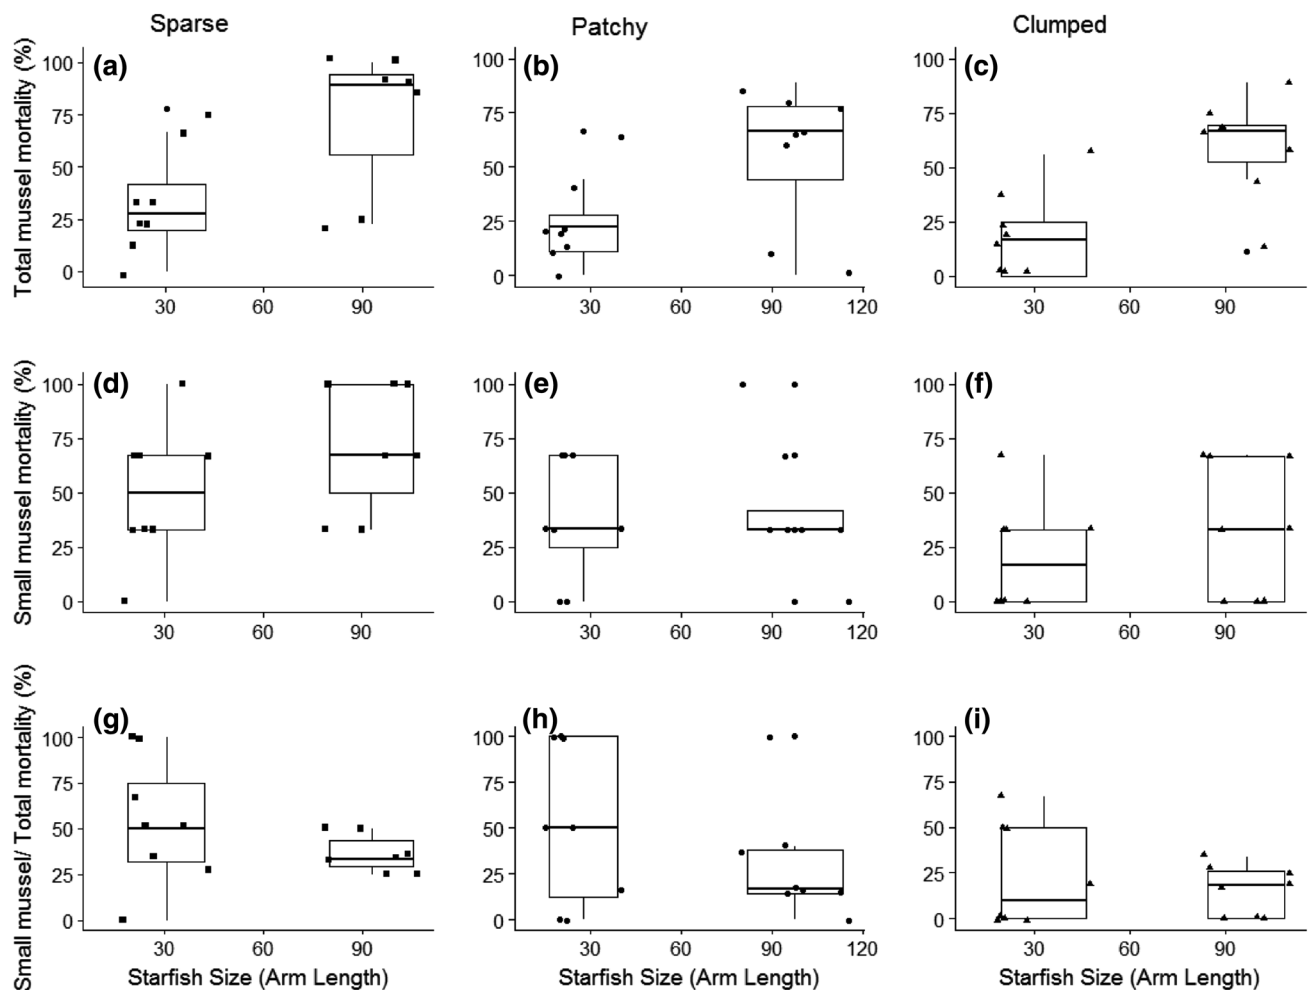 Sparse Patchy Clumped
Total mussel mortality (%)
(a) (b) (c)
100 100 100
75 75 75
50 50 50
25 25 25
0 0 0
30 60 90 30 60 90 120 30 60 90
Small mussel mortality (%)
(d) (e) (f)
100 100 100
75 75 75
50 50 50
25 25 25
0 0 0
30 60 90 30 60 90 120 30 60 90
Small mussel/ Total mortality (%)
(g) (h) (i)
100 100 100
75 75 75
50 50 50
25 25 25
0 0 0
30 60 90 30 60 90 120 30 60 90
Starfish Size (Arm Length) Starfish Size (Arm Length) Starfish Size (Arm Length)